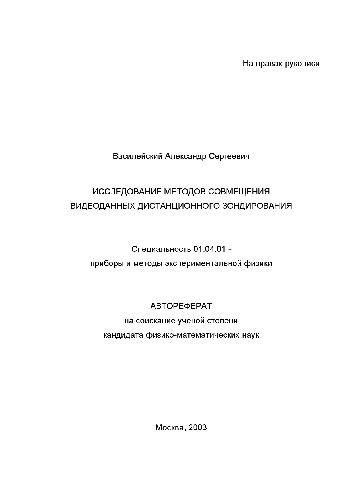 На правах рукописи
Василейский Александр Сергеевич
ИССЛЕДОВАНИЕ МЕТОДОВ СОВМЕЩЕНИЯ
ВИДЕОДАННЫХ ДИСТАНЦИОННОГО ЗОНДИРОВАНИЯ
Специальность 01.04.01 -
приборы и методы экспериментальной физики
АВТОРЕФЕРАТ
на соискание ученой степени
кандидата физико-математических наук
Москва, 2003